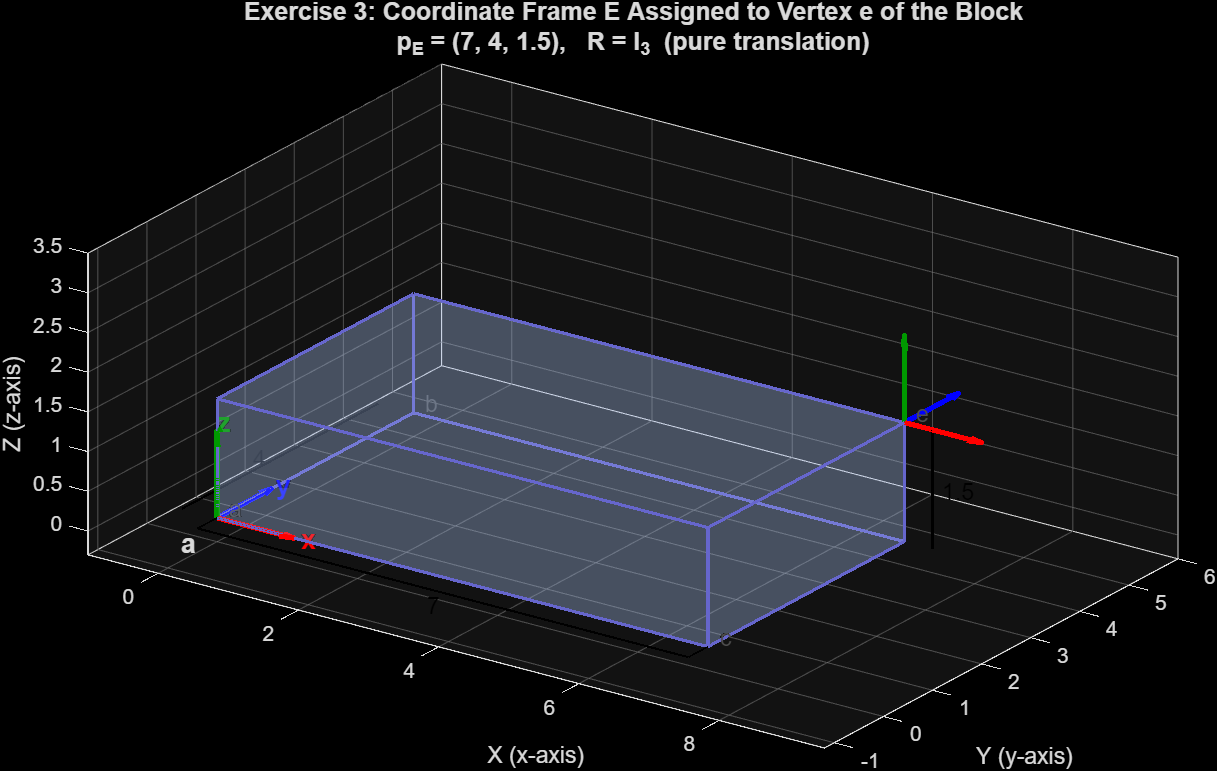 Exercise 3: Coordinate Frame E Assigned to Vertex e of the Block
pE = (7, 4, 1.5), R = I3 (pure translation)
3.5
3
2.5
2
1.5
1
0.5
0
Z (z-axis)
b
z
4
y
a
a
x
7
c
e
1.5
0
2
4
6
8
X (x-axis)
-1
0
1
2
3
4
5
6
Y (y-axis)